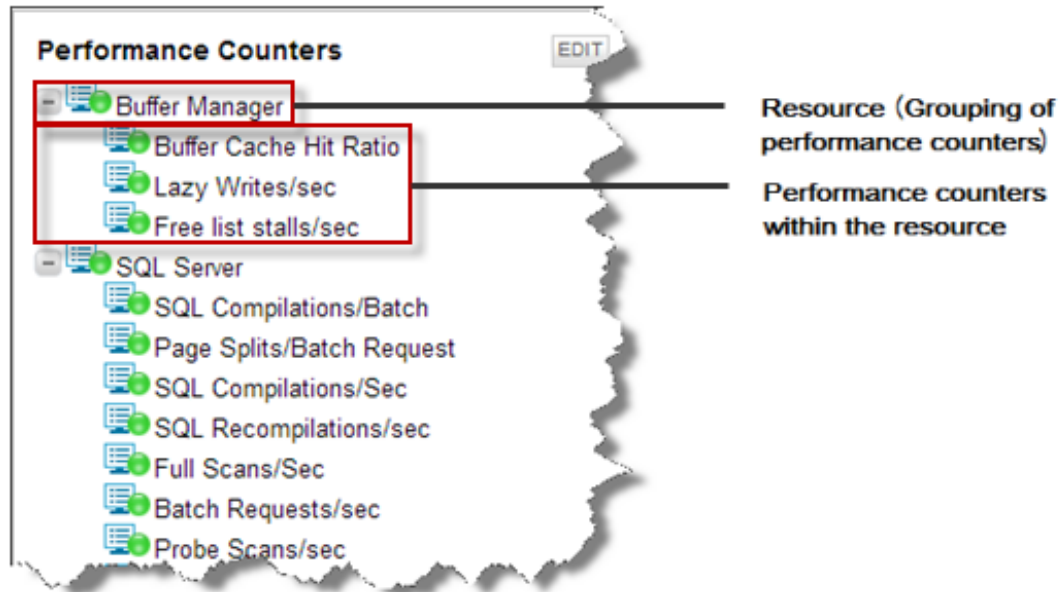 Performance Counters
EDIT
Buffer Manager
Buffer Cache Hit Ratio
Lazy Writes/sec
Free list stalls/sec
SQL Server
SQL Compilations/Batch
Page Splits/Batch Request
SQL Compilations/Sec
SQL Recompilations/sec
Full Scans/Sec
Batch Requests/sec
Probe Scans/sec
Resource (Grouping of
performance counters)
Performance counters
within the resource